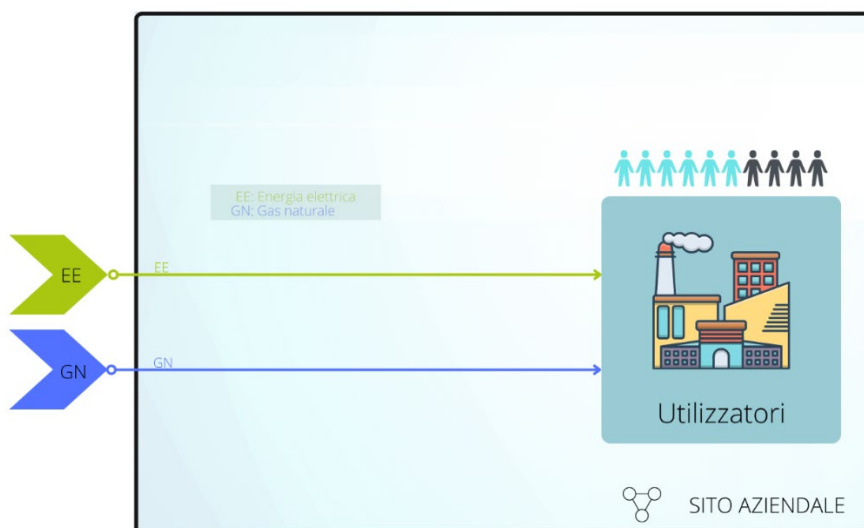 EE: Energia elettrica
GN: Gas naturale
EE
EE
GN
GN
Utilizzatori
SITO AZIENDALE